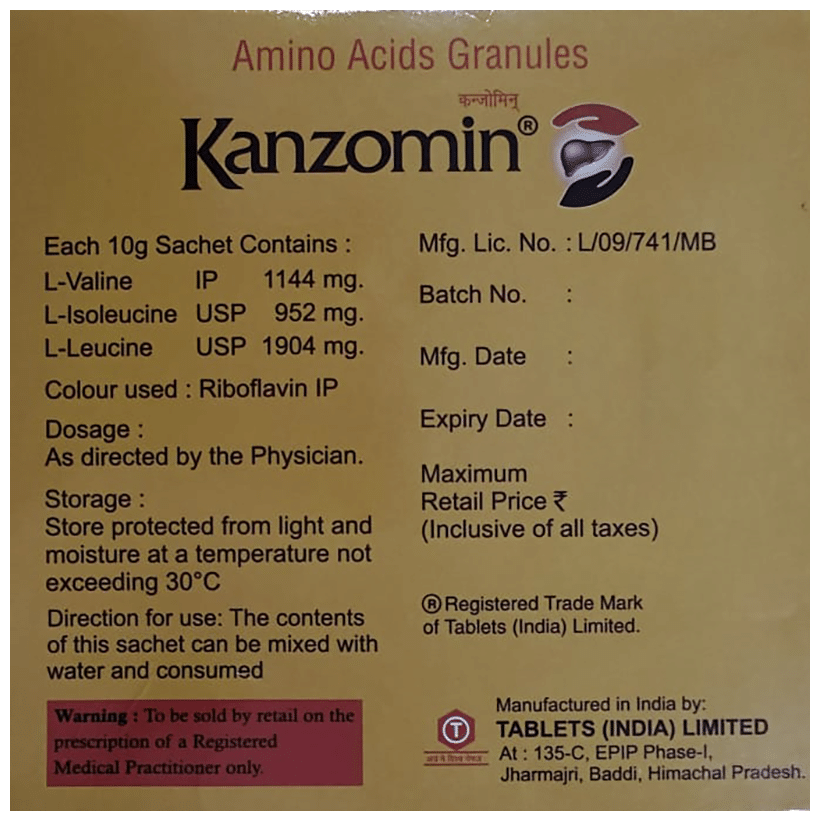 Amino Acids Granules
कन्जोमिन्
Kanzomin®
Each 10g Sachet Contains :
L-Valine IP 1144 mg.
L-Isoleucine USP 952 mg.
L-Leucine USP 1904 mg.
Colour used : Riboflavin IP
Dosage :
As directed by the Physician.
Storage :
Store protected from light and
moisture at a temperature not
exceeding 30°C
Direction for use: The contents
of this sachet can be mixed with
water and consumed
Warning : To be sold by retail on the
prescription of a Registered
Medical Practitioner only.
Mfg. Lic. No. : L/09/741/MB
Batch No. :
Mfg. Date :
Expiry Date :
Maximum
Retail Price ₹
(Inclusive of all taxes)
® Registered Trade Mark
of Tablets (India) Limited.
T
Manufactured in India by:
TABLETS (INDIA) LIMITED
At : 135-C, EPIP Phase-I,
Jharmajri, Baddi, Himachal Pradesh.